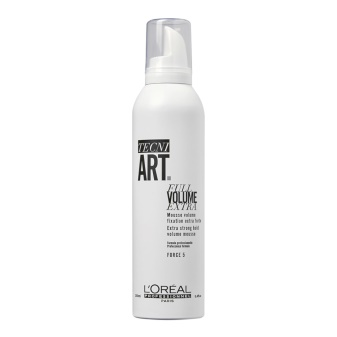 TECNI
ART
FULL
VOLUME
EXTRA
Mousse volume
fixation extra forte
Extra strong hold
volume mousse
FORCE 5
L'ORÉAL
PROFESSIONNEL
PARIS